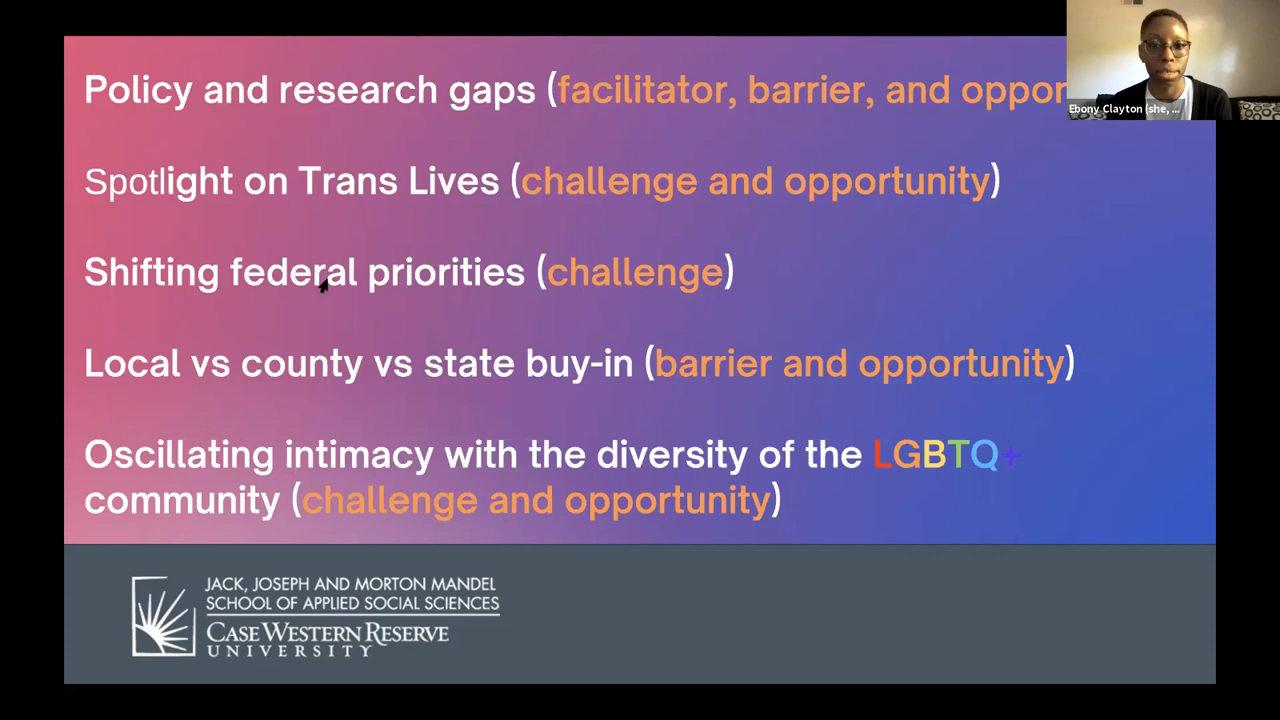 Policy and research gaps (facilitator, barrier, and oppor
Ebony Clayton (she, ...
Spotlight on Trans Lives (challenge and opportunity)
Shifting federal priorities (challenge)
Local vs county vs state buy-in (barrier and opportunity)
Oscillating intimacy with the diversity of the LGBTQ+
community (challenge and opportunity)
JACK, JOSEPH AND MORTON MANDEL
SCHOOL OF APPLIED SOCIAL SCIENCES
CASE WESTERN RESERVE
UNIVERSITY